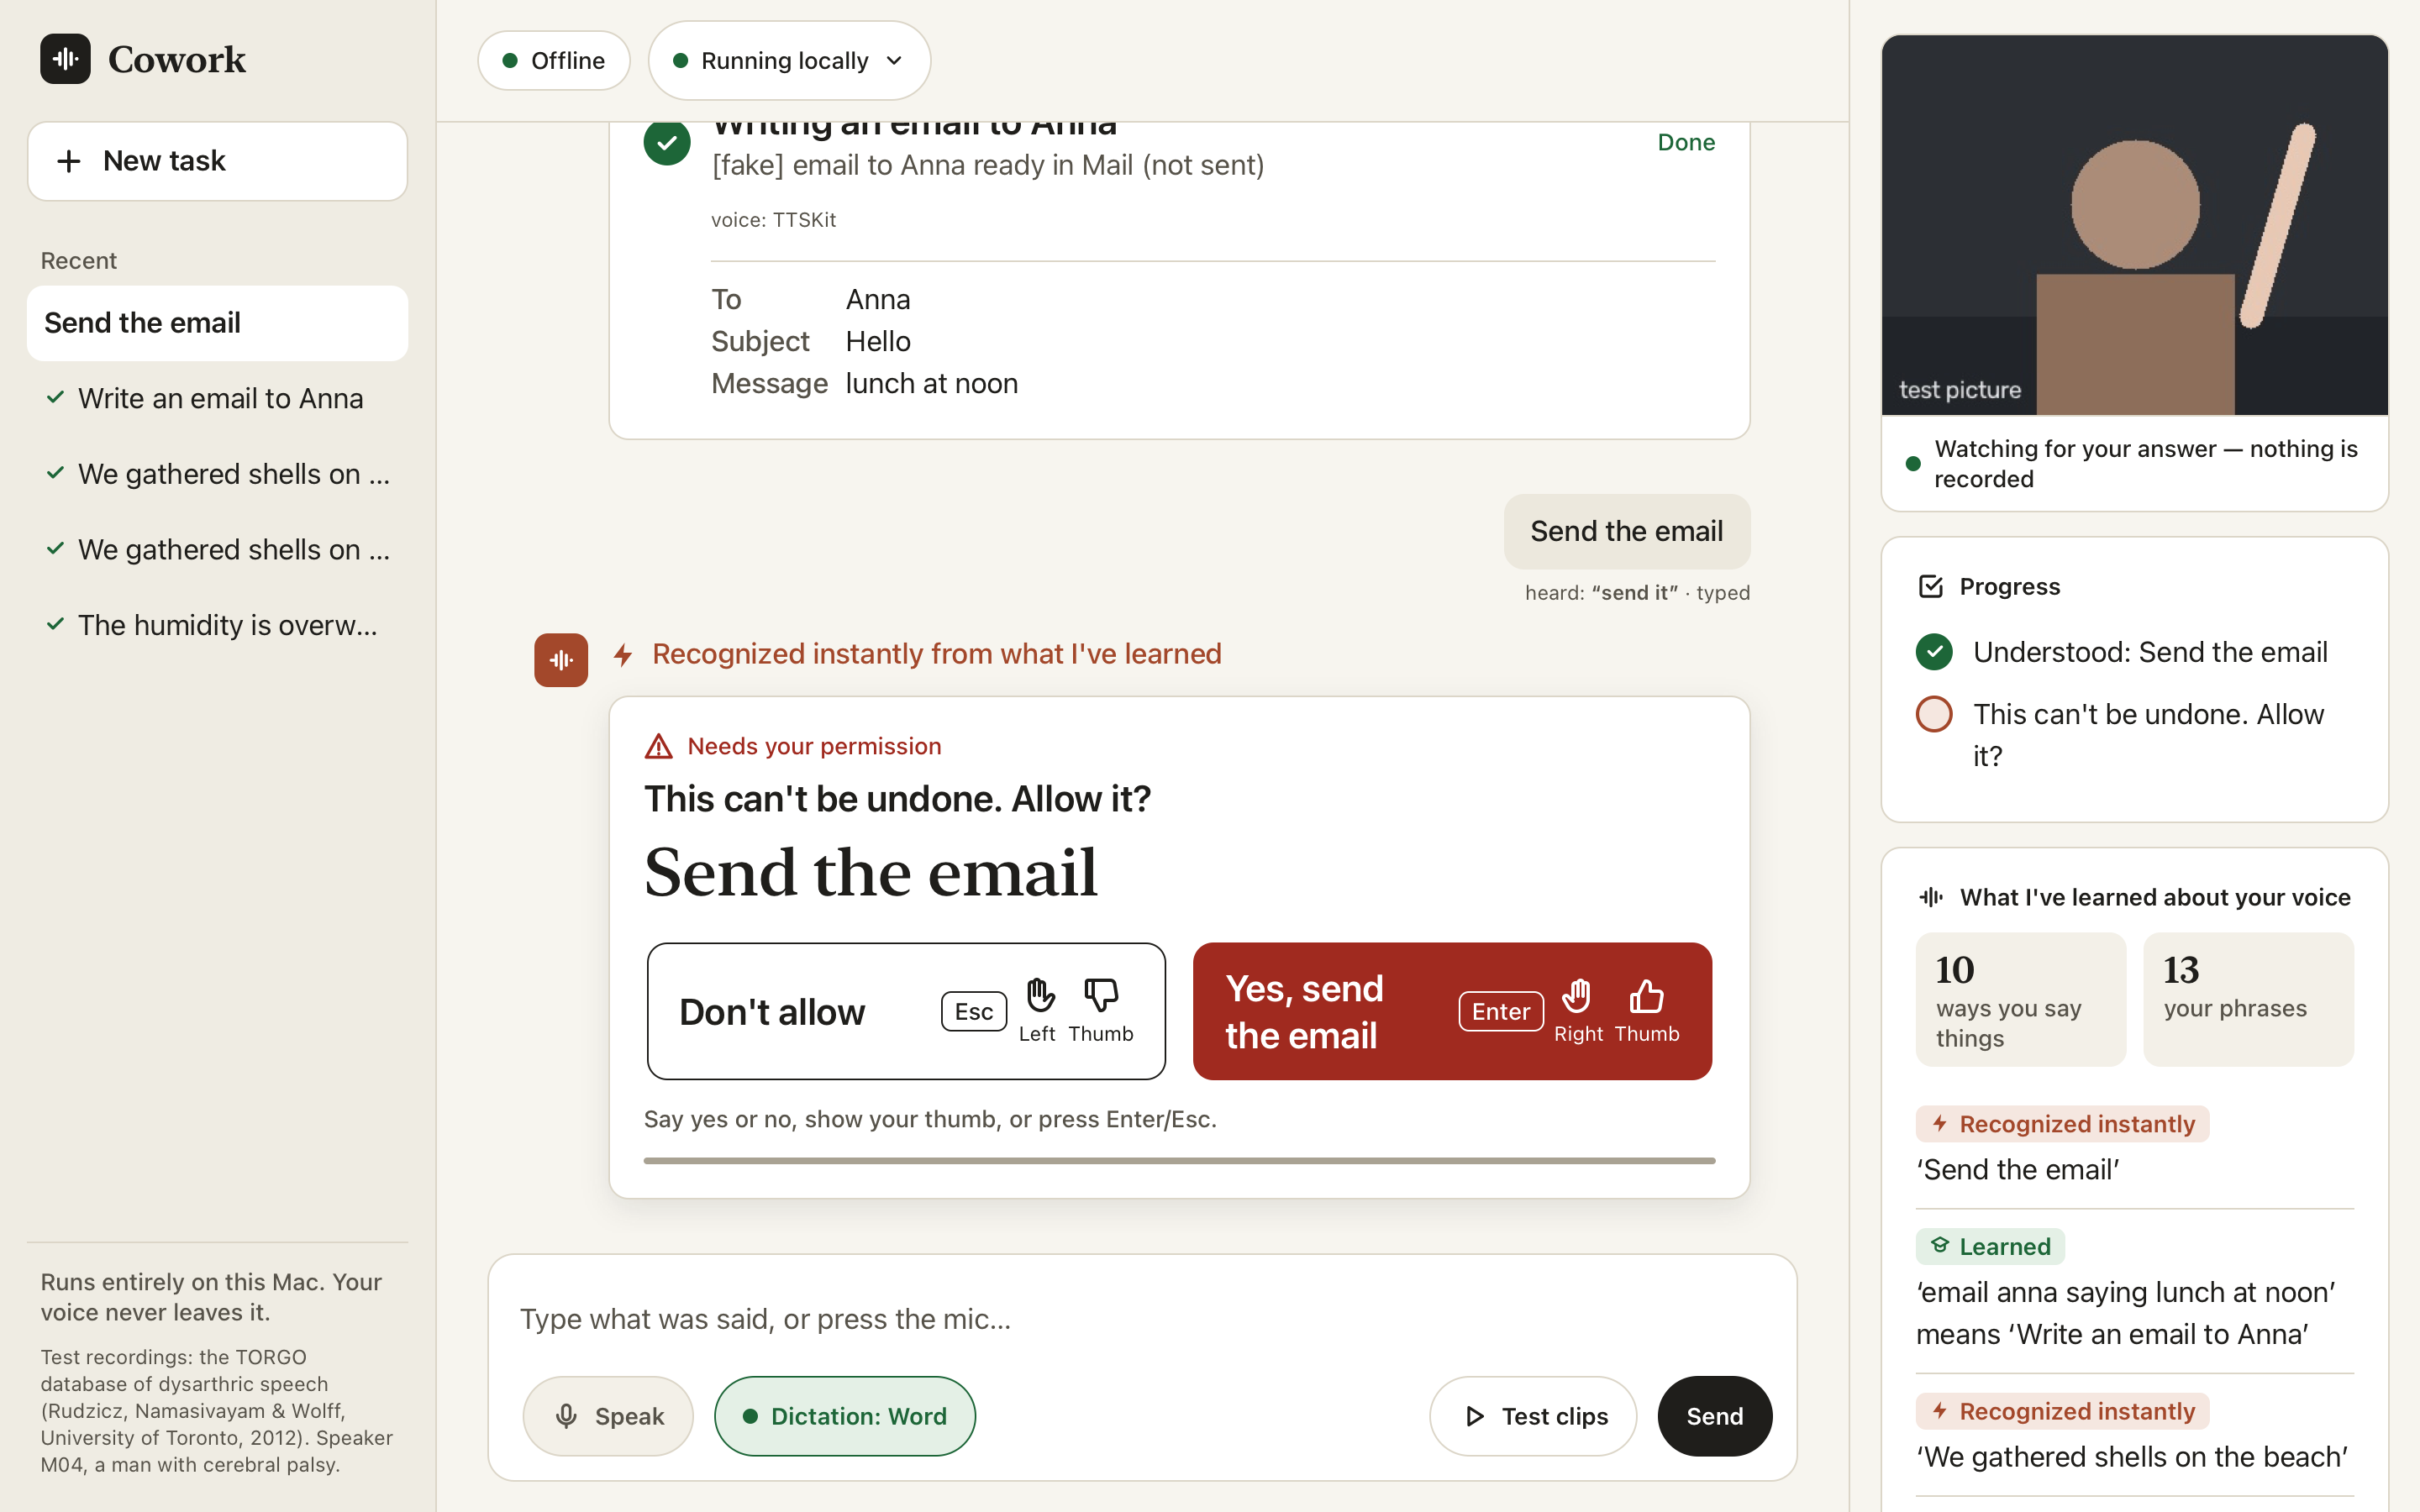 Cowork
New task
Recent
Send the email
Write an email to Anna
We gathered shells on ...
We gathered shells on ...
The humidity is overw...
Runs entirely on this Mac. Your
voice never leaves it.
Test recordings: the TORGO
database of dysarthric speech
(Rudzicz, Namasivayam & Wolff,
University of Toronto, 2012). Speaker
M04, a man with cerebral palsy.
Offline
Running locally
Writing an email to Anna
Done
[fake] email to Anna ready in Mail (not sent)
voice: TTSKit
To Anna
Subject Hello
Message lunch at noon
Send the email
heard: “send it” · typed
Recognized instantly from what I've learned
Needs your permission
This can't be undone. Allow it?
Send the email
Don't allow
Esc
Left
Thumb
Yes, send
the email
Enter
Right
Thumb
Say yes or no, show your thumb, or press Enter/Esc.
Type what was said, or press the mic...
Speak
Dictation: Word
Test clips
Send
test picture
Watching for your answer — nothing is
recorded
Progress
Understood: Send the email
This can't be undone. Allow
it?
What I've learned about your voice
10
ways you say
things
13
your phrases
Recognized instantly
‘Send the email’
Learned
‘email anna saying lunch at noon’
means ‘Write an email to Anna’
Recognized instantly
‘We gathered shells on the beach’